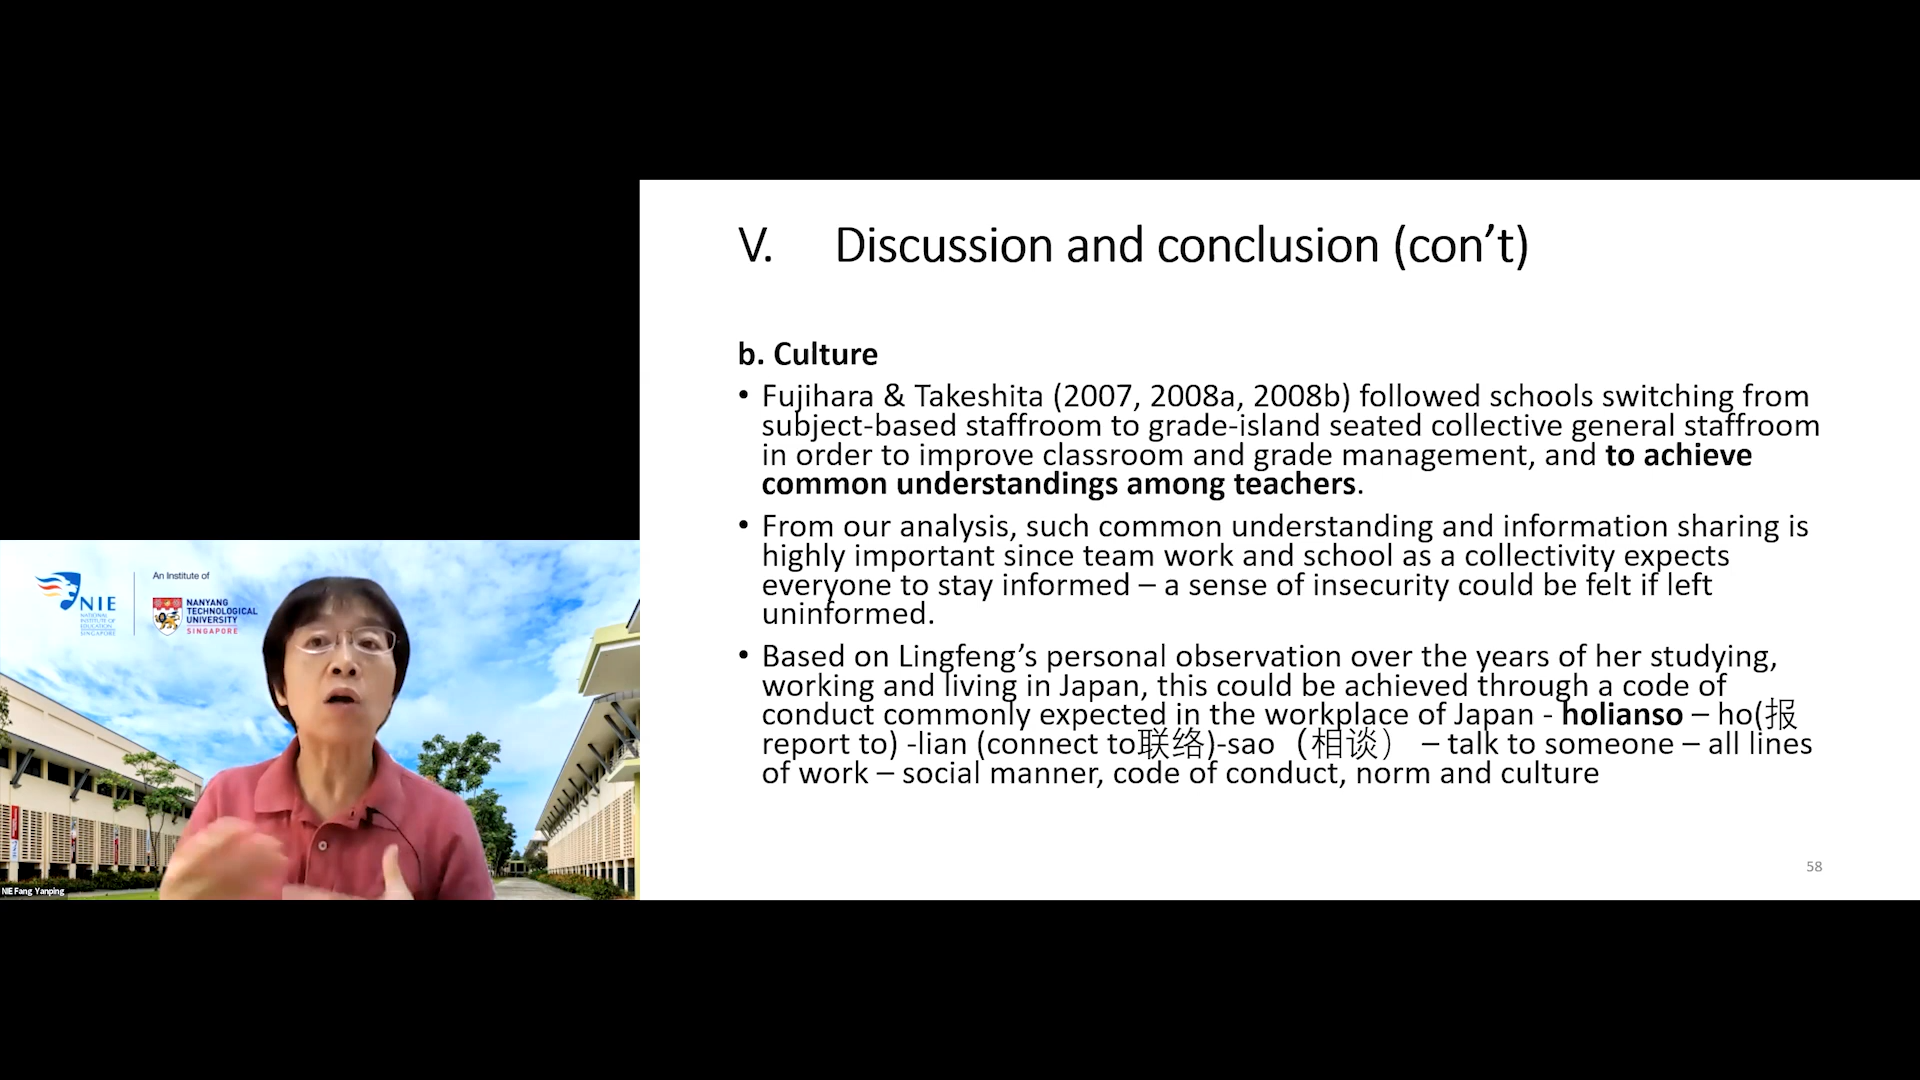 V. Discussion and conclusion (con’t)
b. Culture
• Fujihara & Takeshita (2007, 2008a, 2008b) followed schools switching from
subject-based staffroom to grade-island seated collective general staffroom
in order to improve classroom and grade management, and to achieve
common understandings among teachers.
• From our analysis, such common understanding and information sharing is
highly important since team work and school as a collectivity expects
everyone to stay informed – a sense of insecurity could be felt if left
uninformed.
• Based on Lingfeng’s personal observation over the years of her studying,
working and living in Japan, this could be achieved through a code of
conduct commonly expected in the workplace of Japan - holianso – ho(报
report to) -lian (connect to联络)-sao（相谈） – talk to someone – all lines
of work – social manner, code of conduct, norm and culture
58
An Institute of
NIE
NATIONAL
INSTITUTE OF
EDUCATION
SINGAPORE
NANYANG
TECHNOLOGICAL
UNIVERSITY
SINGAPORE
NIE Fang Yanping